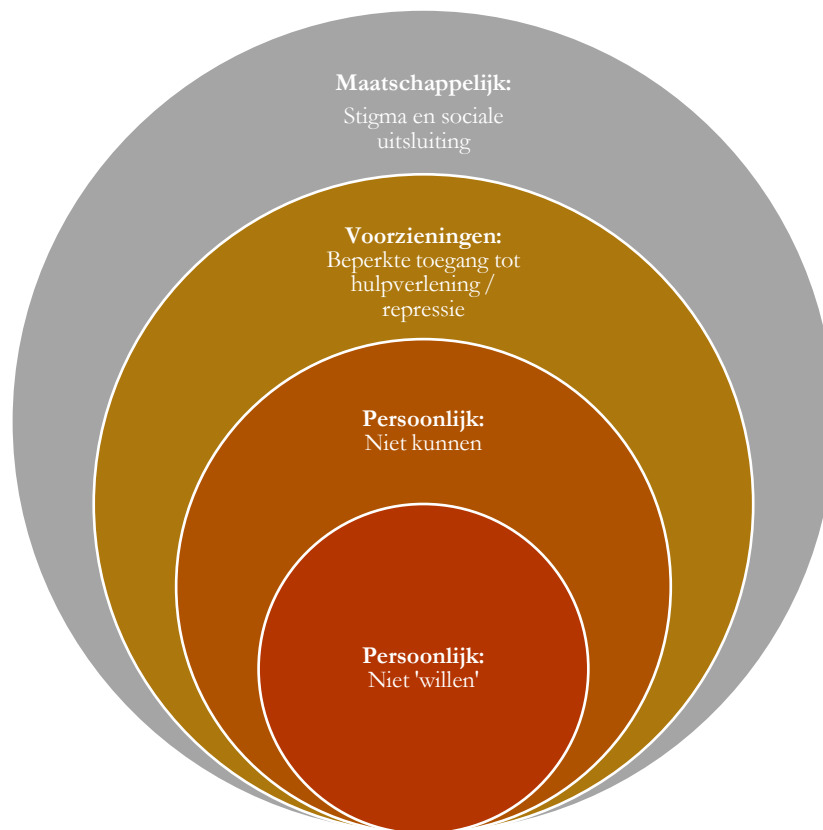 Maatschappelijk:
Stigma en sociale
uitsluiting
Voorzieningen:
Beperkte toegang tot
hulpverlening /
repressie
Persoonlijk:
Niet kunnen
Persoonlijk:
Niet 'willen'